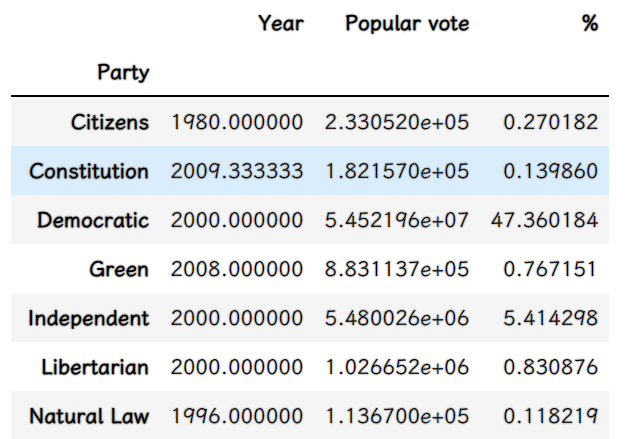 Year Popular vote %
Party
Citizens 1980.000000 2.330520e+05 0.270182
Constitution 2009.333333 1.821570e+05 0.139860
Democratic 2000.000000 5.452196e+07 47.360184
Green 2008.000000 8.831137e+05 0.767151
Independent 2000.000000 5.480026e+06 5.414298
Libertarian 2000.000000 1.026652e+06 0.830876
Natural Law 1996.000000 1.136700e+05 0.118219